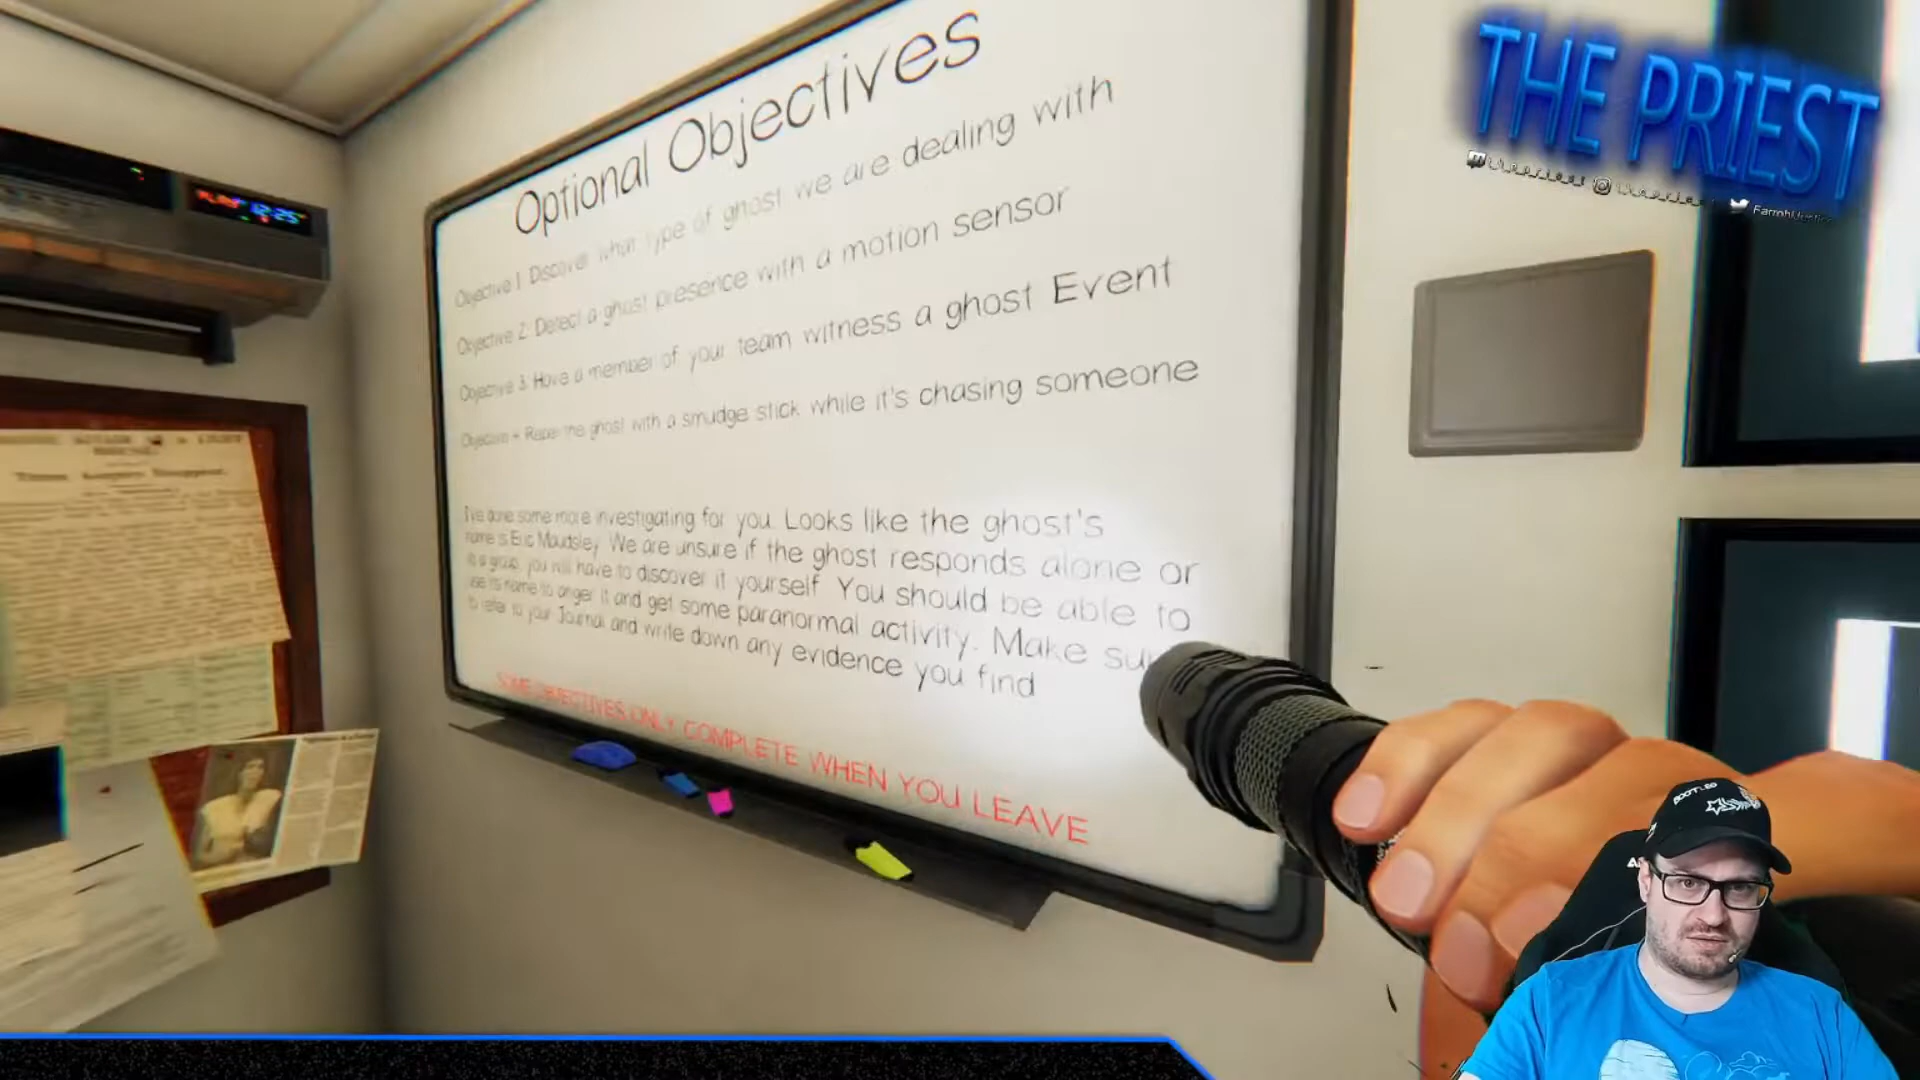 THE PRIEST
Optional Objectives
Objective 1: Discover what type of ghost we are dealing with
Objective 2: Detect a ghost presence with a motion sensor
Objective 3: Have a member of your team witness a ghost Event
Repel the ghost with a smudge stick while it's chasing someone
I've done some more investigating for you. Looks like the ghost's
name is Eric Maudsley. We are unsure if the ghost responds alone or
group, you will have to discover it yourself. You should be able to
use its name to anger it and get some paranormal activity. Make
to refer to your Journal and write down any evidence you find
SOME OBJECTIVES ONLY COMPLETE WHEN YOU LEAVE
12:25